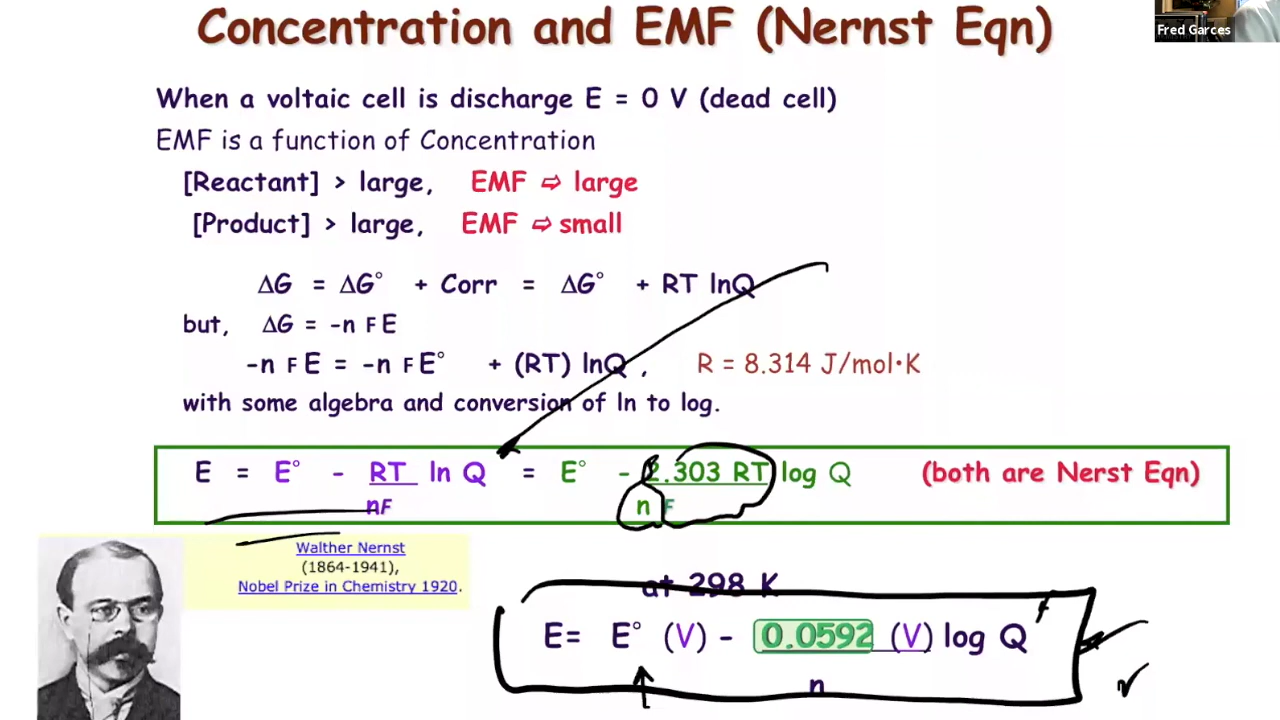 Concentration and EMF (Nernst Eqn)
Fred Garces
When a voltaic cell is discharge E = 0 V (dead cell)
EMF is a function of Concentration
[Reactant] > large, EMF ⇨ large
[Product] > large, EMF ⇨ small
ΔG = ΔG° + Corr = ΔG° + RT lnQ
but, ΔG = -n F E
-n F E = -n F E° + (RT) lnQ , R = 8.314 J/mol•K
with some algebra and conversion of ln to log.
E = E° - RT ln Q = E° - 2.303 RT log Q (both are Nerst Eqn)
nF n F
Walther Nernst
(1864-1941),
Nobel Prize in Chemistry 1920.
at 298 K
E= E° (V) - 0.0592 (V) log Q
n